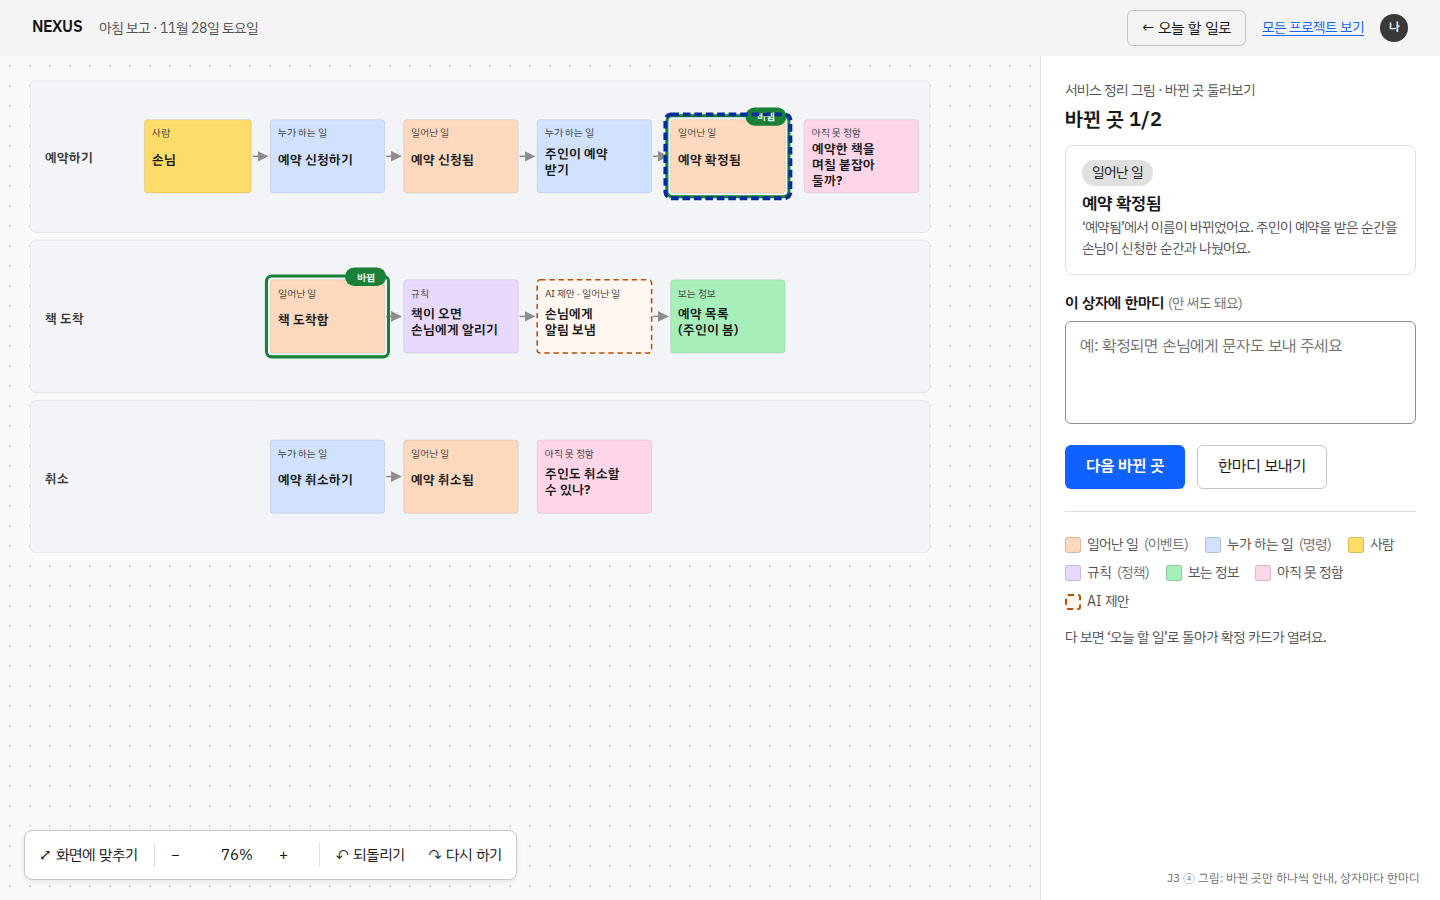 NEXUS
아침 보고 · 11월 28일 토요일
← 오늘 할 일로
모든 프로젝트 보기
나
예약하기
사람
손님
누가 하는 일
예약 신청하기
일어난 일
예약 신청됨
누가 하는 일
주인이 예약
받기
바뀜
일어난 일
예약 확정됨
아직 못 정함
예약한 책을
며칠 붙잡아
둘까?
책 도착
바뀜
일어난 일
책 도착함
규칙
책이 오면
손님에게 알리기
AI 제안 · 일어난 일
손님에게
알림 보냄
보는 정보
예약 목록
(주인이 봄)
취소
누가 하는 일
예약 취소하기
일어난 일
예약 취소됨
아직 못 정함
주인도 취소할
수 있나?
⤢ 화면에 맞추기
−
76%
+
↶ 되돌리기
↷ 다시 하기
서비스 정리 그림 · 바뀐 곳 둘러보기
바뀐 곳 1/2
일어난 일
예약 확정됨
‘예약됨’에서 이름이 바뀌었어요. 주인이 예약을 받은 순간을
손님이 신청한 순간과 나눴어요.
이 상자에 한마디 (안 써도 돼요)
예: 확정되면 손님에게 문자도 보내 주세요
다음 바뀐 곳
한마디 보내기
일어난 일 (이벤트)
누가 하는 일 (명령)
사람
규칙 (정책)
보는 정보
아직 못 정함
AI 제안
다 보면 ‘오늘 할 일’로 돌아가 확정 카드가 열려요.
J3 ④ 그림: 바뀐 곳만 하나씩 안내, 상자마다 한마디